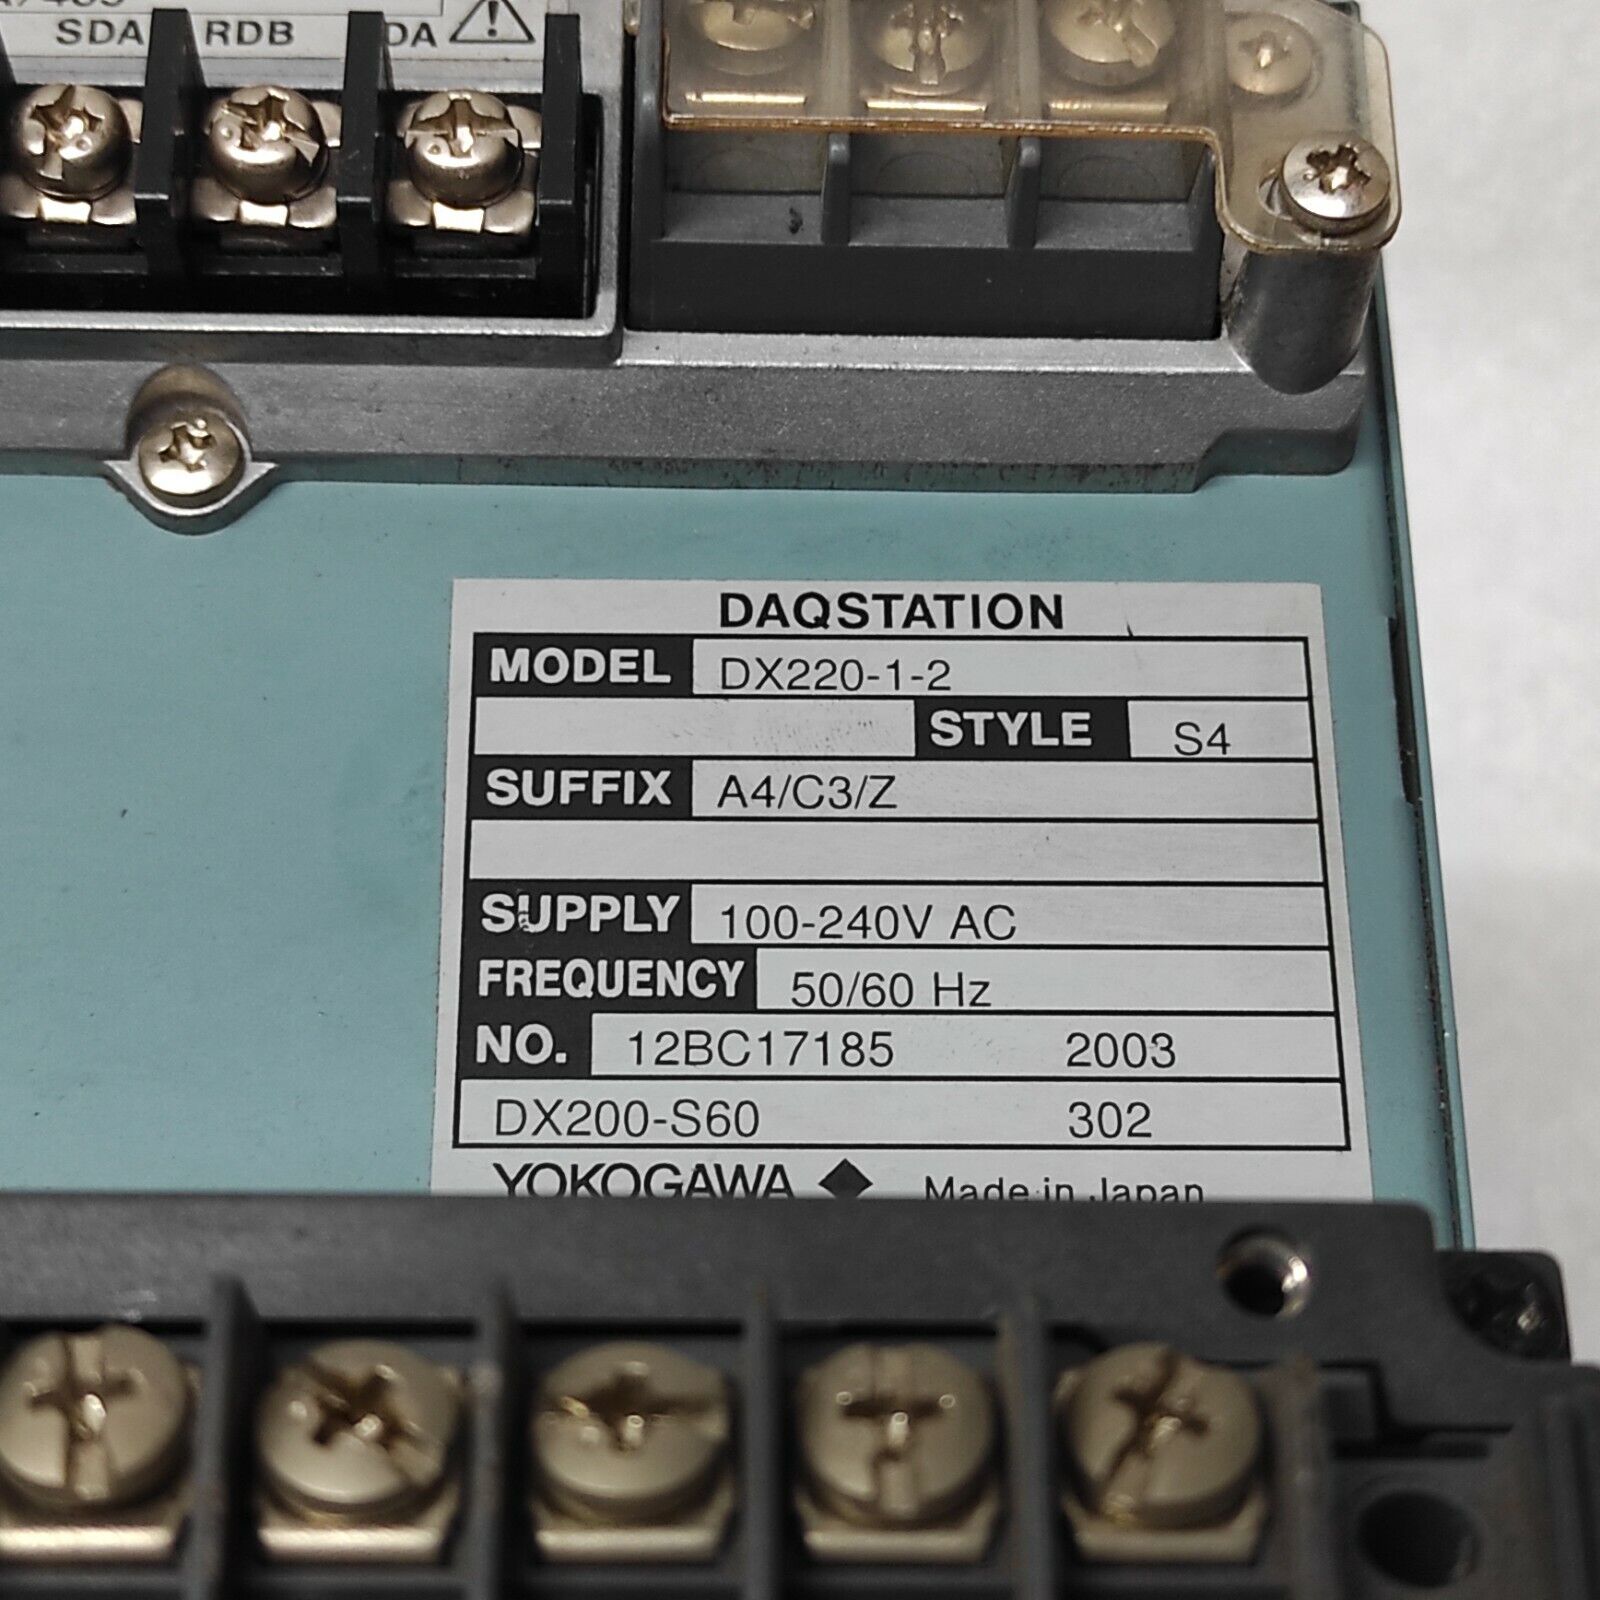 SDA RDB DA
DAQSTATION
MODEL DX220-1-2
STYLE S4
SUFFIX A4/C3/Z
SUPPLY 100-240V AC
FREQUENCY 50/60 Hz
NO. 12BC17185 2003
DX200-S60 302
YOKOGAWA Made in Japan